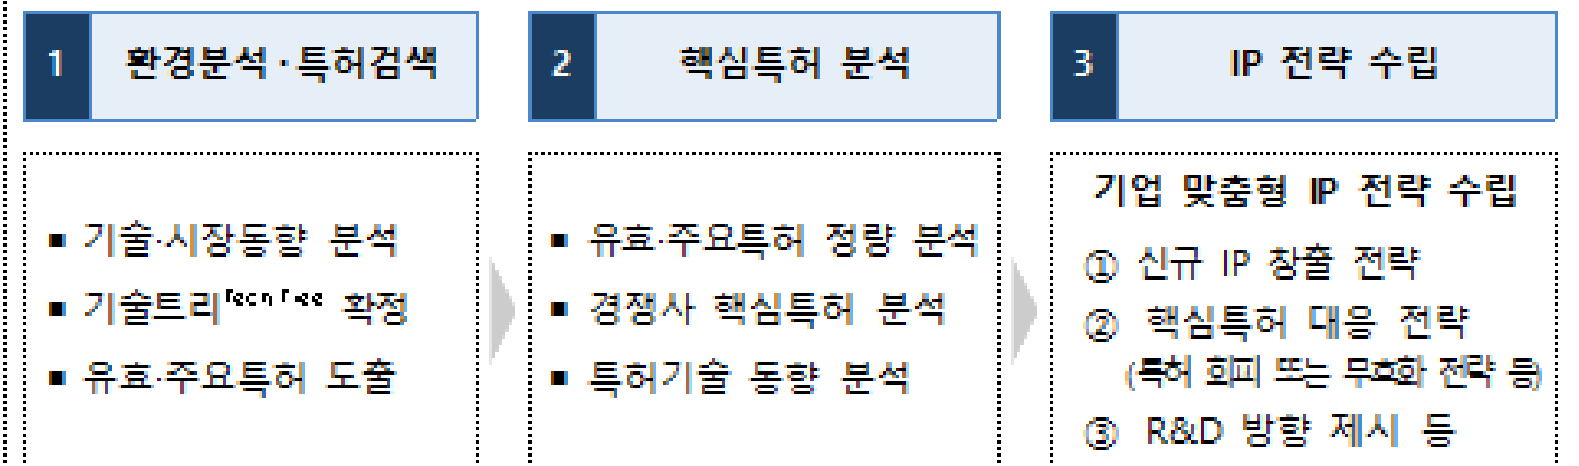 1 환경분석·특허검색
■ 기술·시장동향 분석
■ 기술트리Tech Tree 확정
■ 유효·주요특허 도출
2 핵심특허 분석
■ 유효·주요특허 정량 분석
■ 경쟁사 핵심특허 분석
■ 특허기술 동향 분석
3 IP 전략 수립
기업 맞춤형 IP 전략 수립
① 신규 IP 창출 전략
② 핵심특허 대응 전략
(특허 회피 또는 무효화 전략 등)
③ R&D 방향 제시 등